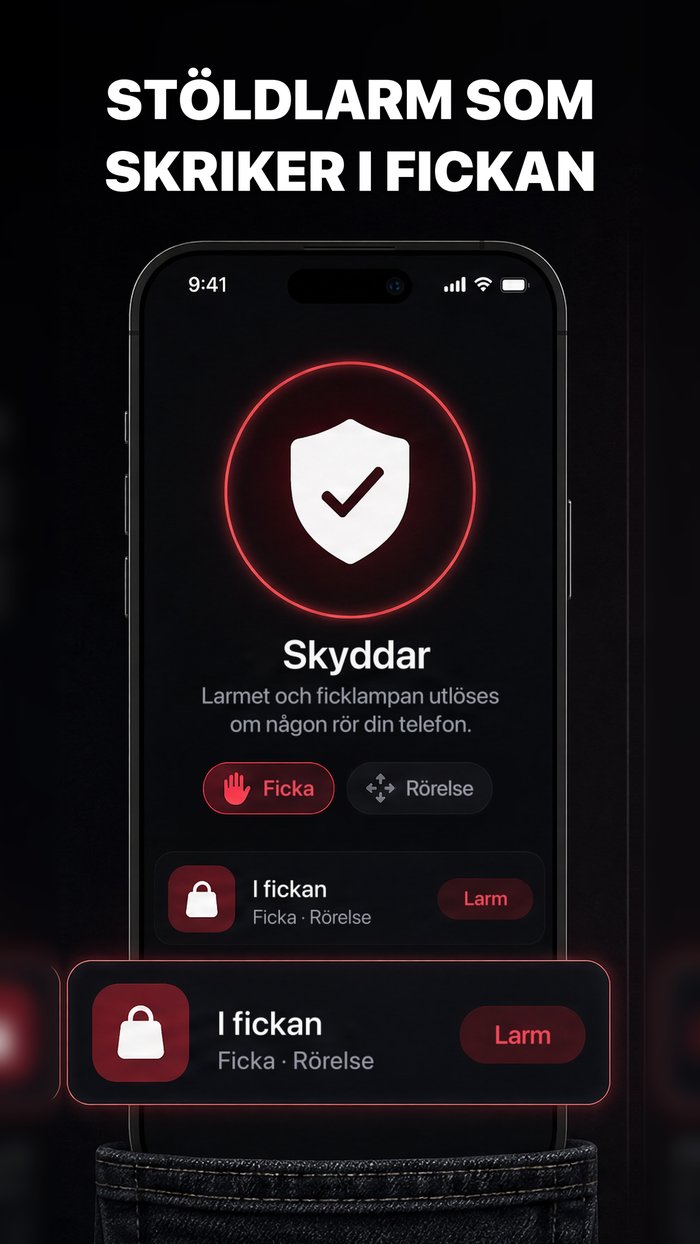 STÖLDLARM SOM
SKRIKER I FICKAN
9:41
Skyddar
Larmet och ficklampan utlöses
om någon rör din telefon.
Ficka
Rörelse
I fickan
Ficka · Rörelse
Larm
I fickan
Ficka · Rörelse
Larm